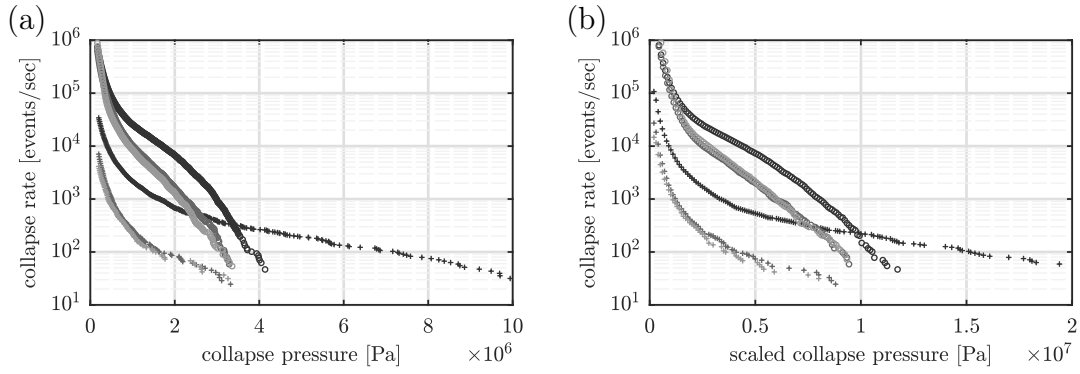 (a)
10^6
10^5
10^4
10^3
10^2
10^1
collapse rate [events/sec]
0 2 4 6 8 10
collapse pressure [Pa] ×10^6
(b)
10^6
10^5
10^4
10^3
10^2
10^1
collapse rate [events/sec]
0 0.5 1 1.5 2
scaled collapse pressure [Pa] ×10^7